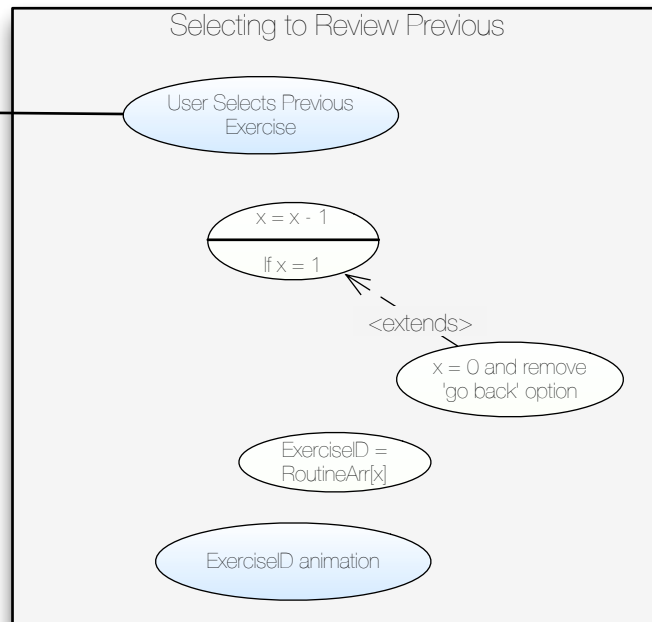 Selecting to Review Previous
User Selects Previous
Exercise
x = x - 1
If x = 1
<extends>
x = 0 and remove
'go back' option
ExerciseID =
RoutineArr[x]
ExerciseID animation